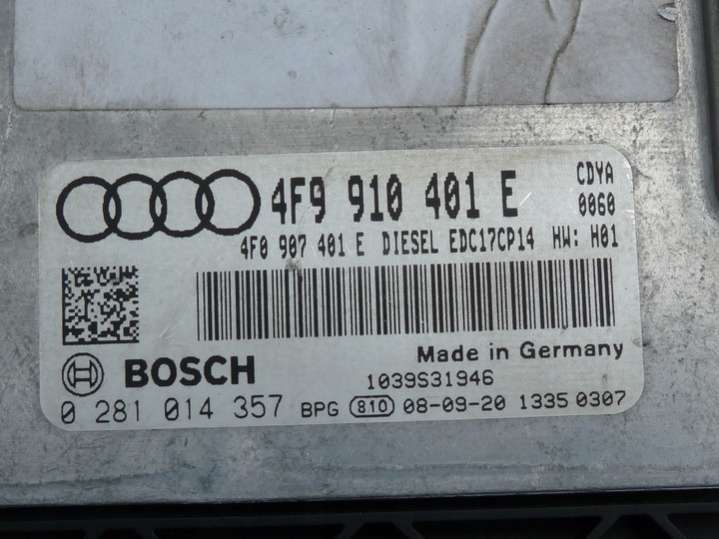 4F9 910 401 E CDYA
0060
4F0 907 401 E DIESEL EDC17CP14 HW: H01
Made in Germany
BOSCH
1039S31946
0 281 014 357 BPG 810 08-09-20 1335 0307